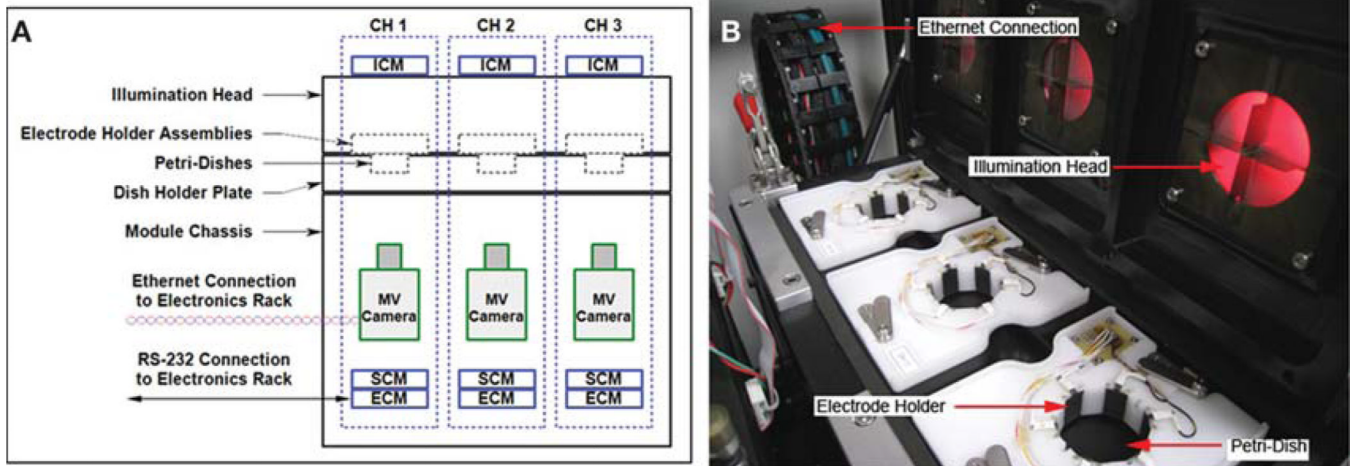 A
CH 1 CH 2 CH 3
ICM ICM ICM
Illumination Head
Electrode Holder Assemblies
Petri-Dishes
Dish Holder Plate
Module Chassis
Ethernet Connection
to Electronics Rack
MV MV MV
Camera Camera Camera
RS-232 Connection
to Electronics Rack
SCM SCM SCM
ECM ECM ECM
B
Ethernet Connection
Illumination Head
Electrode Holder
Petri-Dish